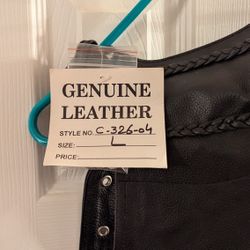 GENUINE
LEATHER
STYLE NO. C-326-04
SIZE: L
PRICE: